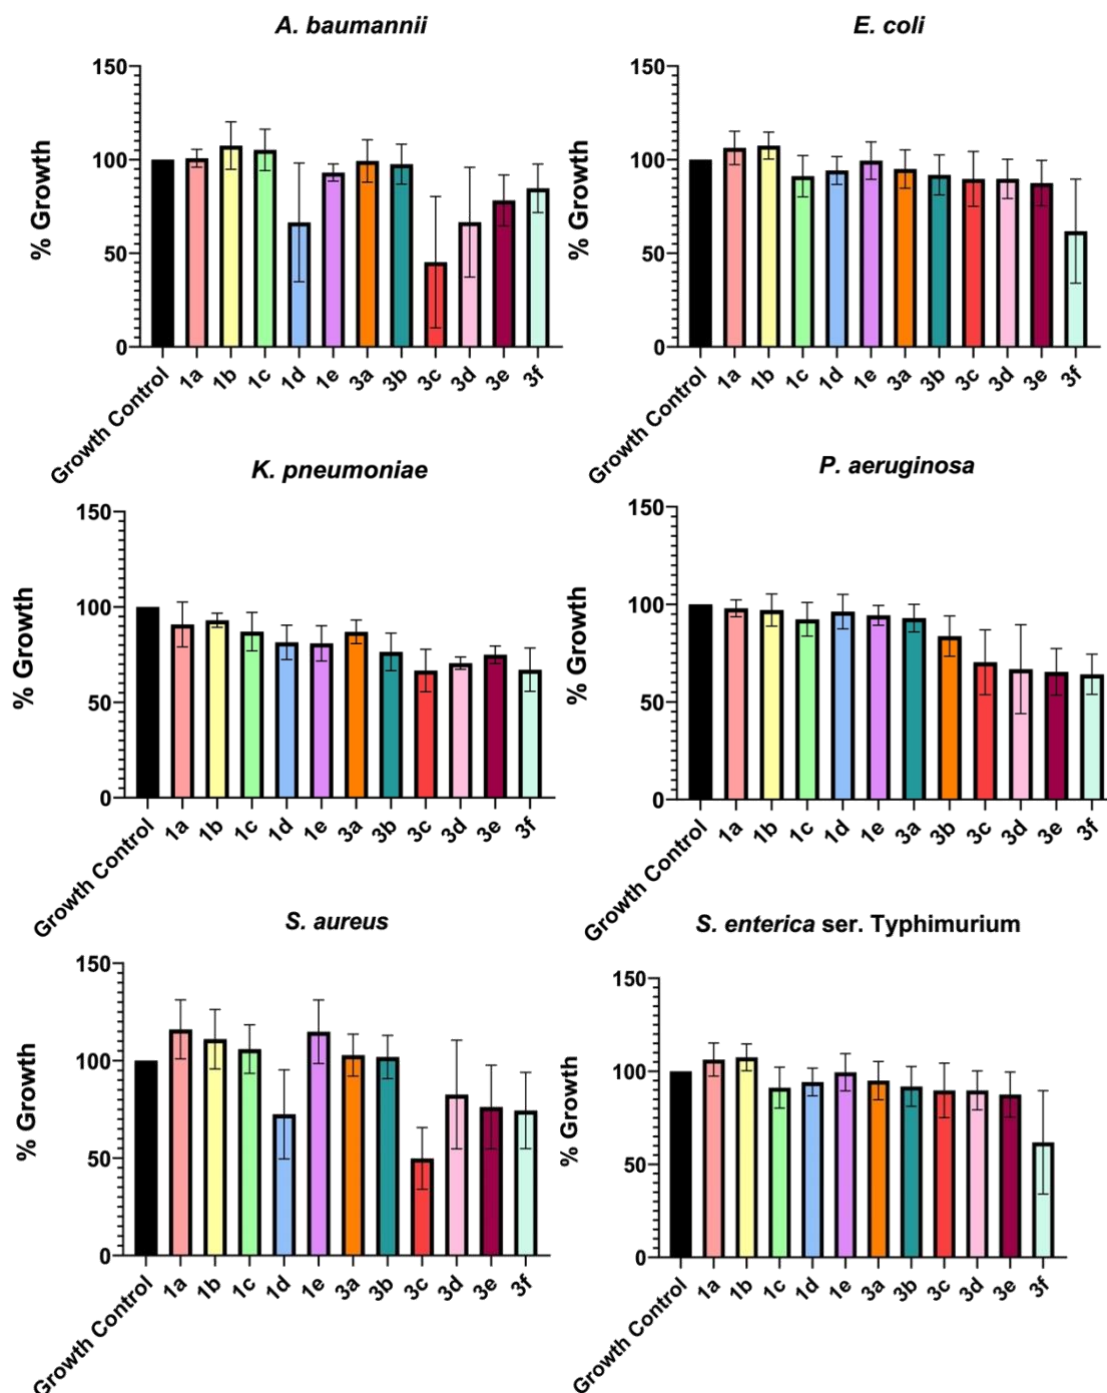 A. baumannii
% Growth
150
100
50
0
Growth Control 1a 1b 1c 1d 1e 3a 3b 3c 3d 3e 3f
E. coli
% Growth
150
100
50
0
Growth Control 1a 1b 1c 1d 1e 3a 3b 3c 3d 3e 3f
K. pneumoniae
% Growth
150
100
50
0
Growth Control 1a 1b 1c 1d 1e 3a 3b 3c 3d 3e 3f
P. aeruginosa
% Growth
150
100
50
0
Growth Control 1a 1b 1c 1d 1e 3a 3b 3c 3d 3e 3f
S. aureus
% Growth
150
100
50
0
Growth Control 1a 1b 1c 1d 1e 3a 3b 3c 3d 3e 3f
S. enterica ser. Typhimurium
% Growth
150
100
50
0
Growth Control 1a 1b 1c 1d 1e 3a 3b 3c 3d 3e 3f